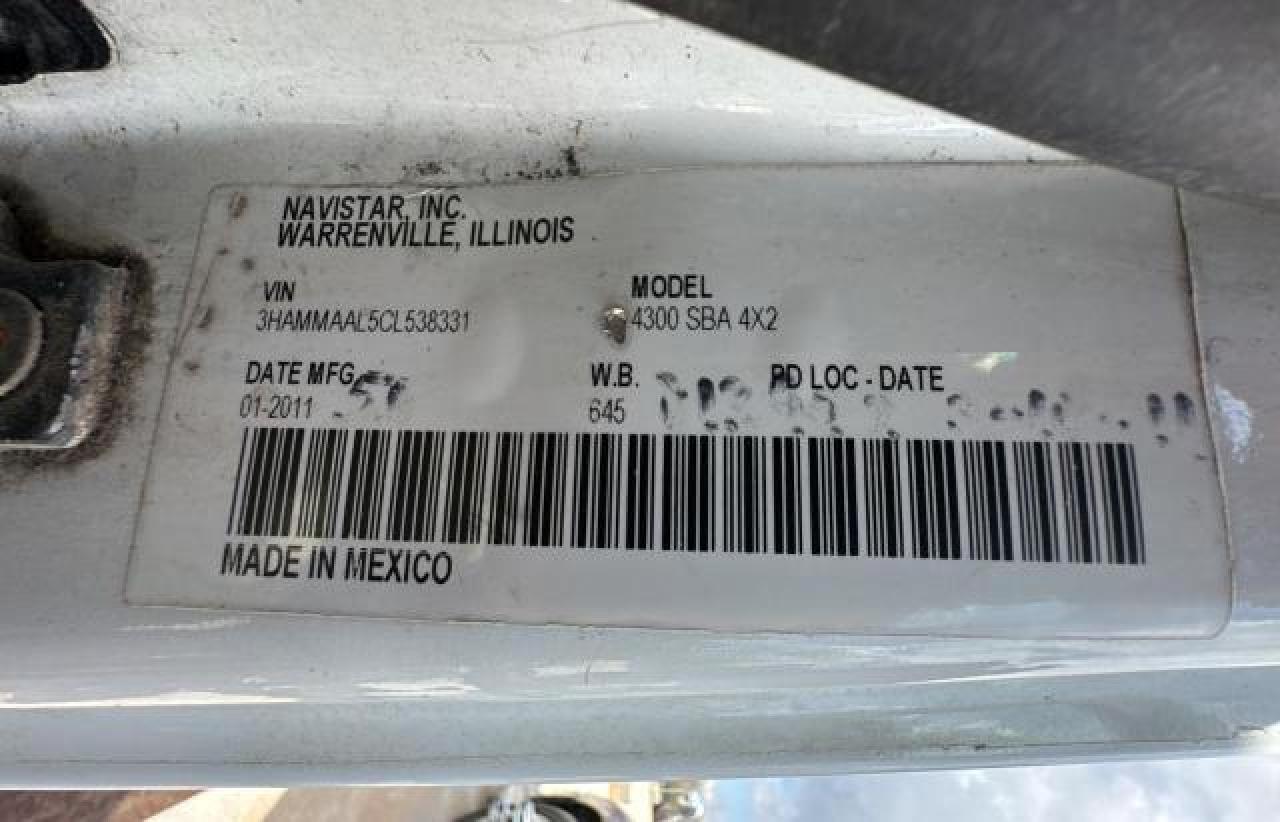 NAVISTAR, INC.
WARRENVILLE, ILLINOIS
VIN MODEL
3HAMMAAL5CL538331 4300 SBA 4X2
DATE MFG W.B. PD LOC - DATE
01-2011 645
MADE IN MEXICO